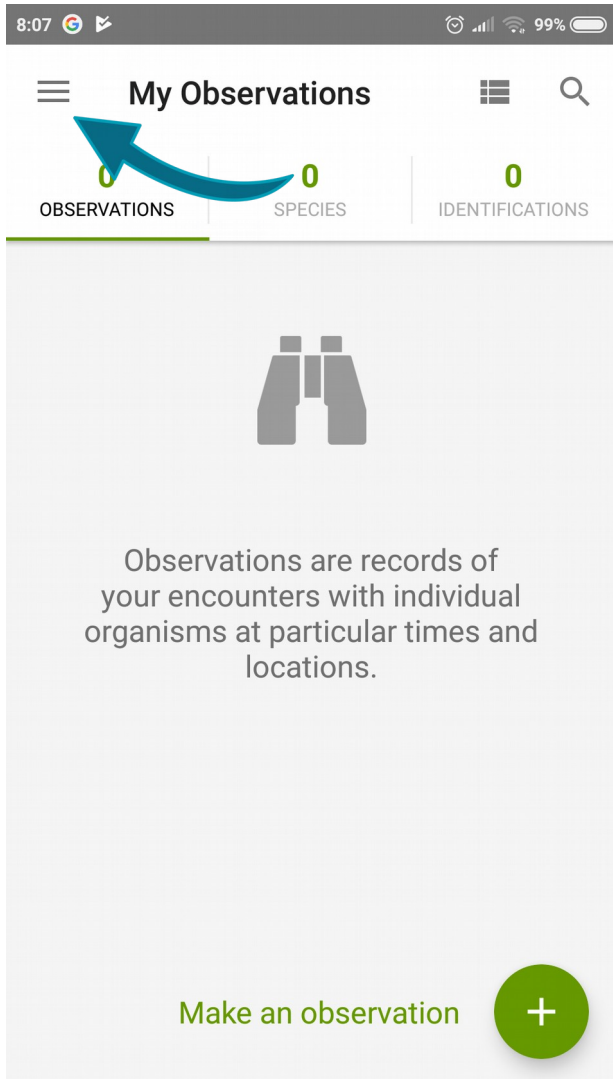 8:07 G 99%
My Observations
0 0 0
OBSERVATIONS SPECIES IDENTIFICATIONS
Observations are records of
your encounters with individual
organisms at particular times and
locations.
Make an observation +